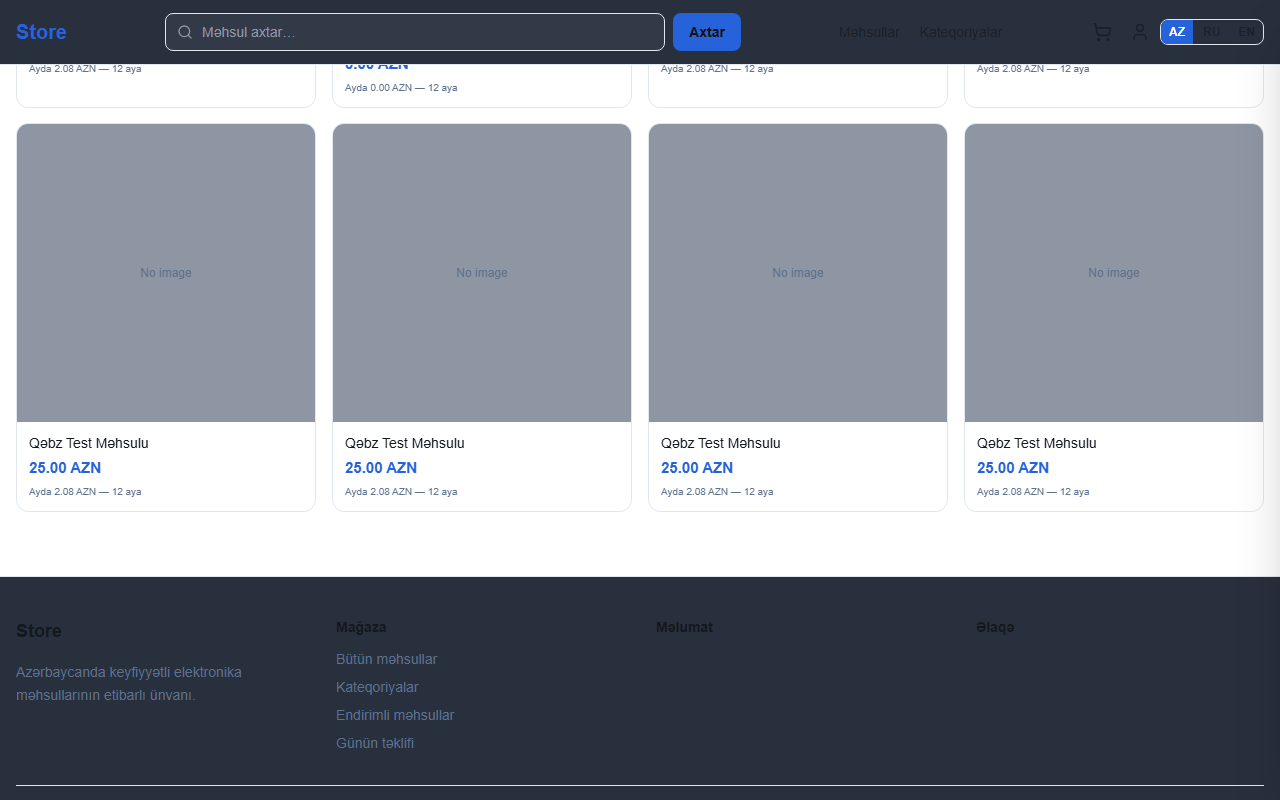 Store
Məhsul axtar...
Axtar
Məhsullar
Kateqoriyalar
AZ
RU
EN
Ayda 2.08 AZN — 12 aya
0.00 AZN
Ayda 0.00 AZN — 12 aya
Ayda 2.08 AZN — 12 aya
Ayda 2.08 AZN — 12 aya
No image
No image
No image
No image
Qəbz Test Məhsulu
25.00 AZN
Ayda 2.08 AZN — 12 aya
Qəbz Test Məhsulu
25.00 AZN
Ayda 2.08 AZN — 12 aya
Qəbz Test Məhsulu
25.00 AZN
Ayda 2.08 AZN — 12 aya
Qəbz Test Məhsulu
25.00 AZN
Ayda 2.08 AZN — 12 aya
Store
Azərbaycanda keyfiyyətli elektronika
məhsullarının etibarlı ünvanı.
Mağaza
Bütün məhsullar
Kateqoriyalar
Endirimli məhsullar
Günün təklifi
Məlumat
Əlaqə